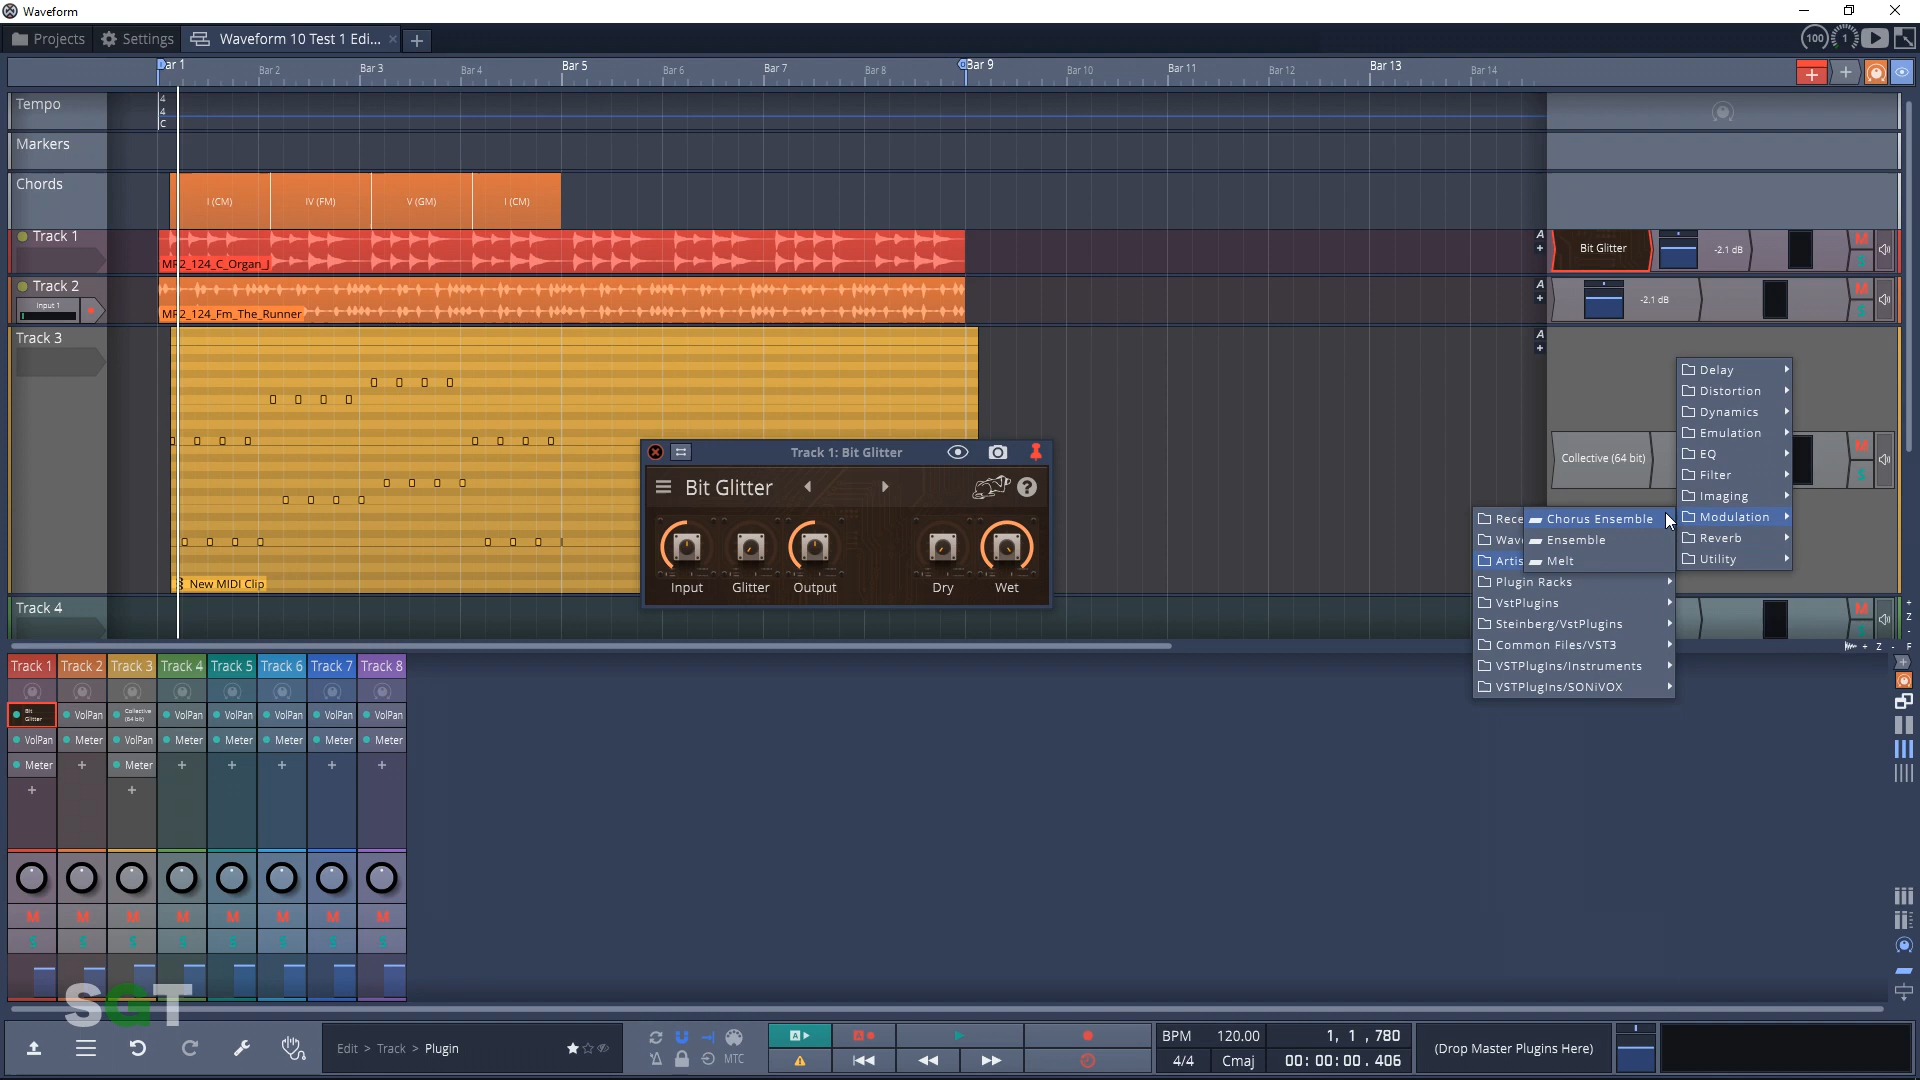 Waveform
Projects
Settings
Waveform 10 Test 1 Edi...
100
1
Bar 2
Bar 3
Bar 4
Bar 5
Bar 6
Bar 7
Bar 8
Bar 9
Bar 10
Bar 11
Bar 12
Bar 13
Bar 14
Tempo
4
4
C
Markers
Chords
I (CM)
IV (FM)
V (GM)
I (CM)
Track 1
A
Bit Glitter
-2.1 dB
M
S
Track 2
Input 1
MR2_124_Fm_The_Runner
A
-2.1 dB
M
S
Track 3
A
Collective (64 bit)
M
S
New MIDI Clip
Track 1: Bit Glitter
Bit Glitter
Input
Glitter
Output
Dry
Wet
Delay
Distortion
Dynamics
Emulation
EQ
Filter
Imaging
Modulation
Reverb
Utility
Chorus Ensemble
Ensemble
Melt
Plugin Racks
VstPlugins
Steinberg/VstPlugins
Common Files/VST3
VSTPlugIns/Instruments
VSTPlugIns/SONiVOX
Track 4
M
S
Track 1 Track 2 Track 3 Track 4 Track 5 Track 6 Track 7 Track 8
Bit Glitter VolPan Collective (64 bit) VolPan VolPan VolPan VolPan VolPan
VolPan Meter VolPan Meter Meter Meter Meter Meter
Meter Meter
M M M M M M M M
S S S S S S S S
SGT
Edit > Track > Plugin
MTC
BPM 120.00
4/4 Cmaj
1, 1 ,780
00:00:00.406
(Drop Master Plugins Here)